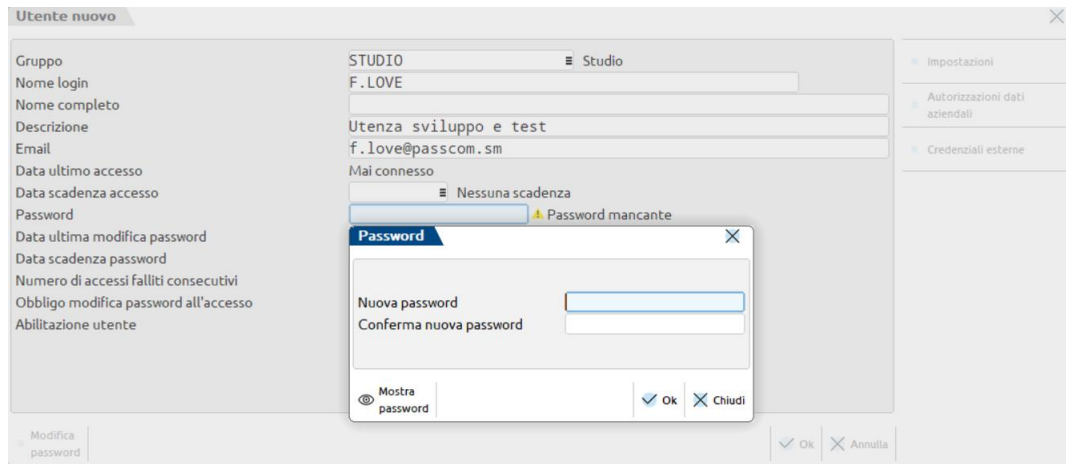 Utente nuovo
Gruppo STUDIO Studio
Nome login F.LOVE
Nome completo
Descrizione Utenza sviluppo e test
Email f.love@passcom.sm
Data ultimo accesso Mai connesso
Data scadenza accesso Nessuna scadenza
Password Password mancante
Data ultima modifica password
Data scadenza password
Numero di accessi falliti consecutivi
Obbligo modifica password all'accesso
Abilitazione utente
Impostazioni
Autorizzazioni dati
aziendali
Credenziali esterne
Password
Nuova password
Conferma nuova password
Mostra
password
Ok Chiudi
Modifica
password
Ok Annulla